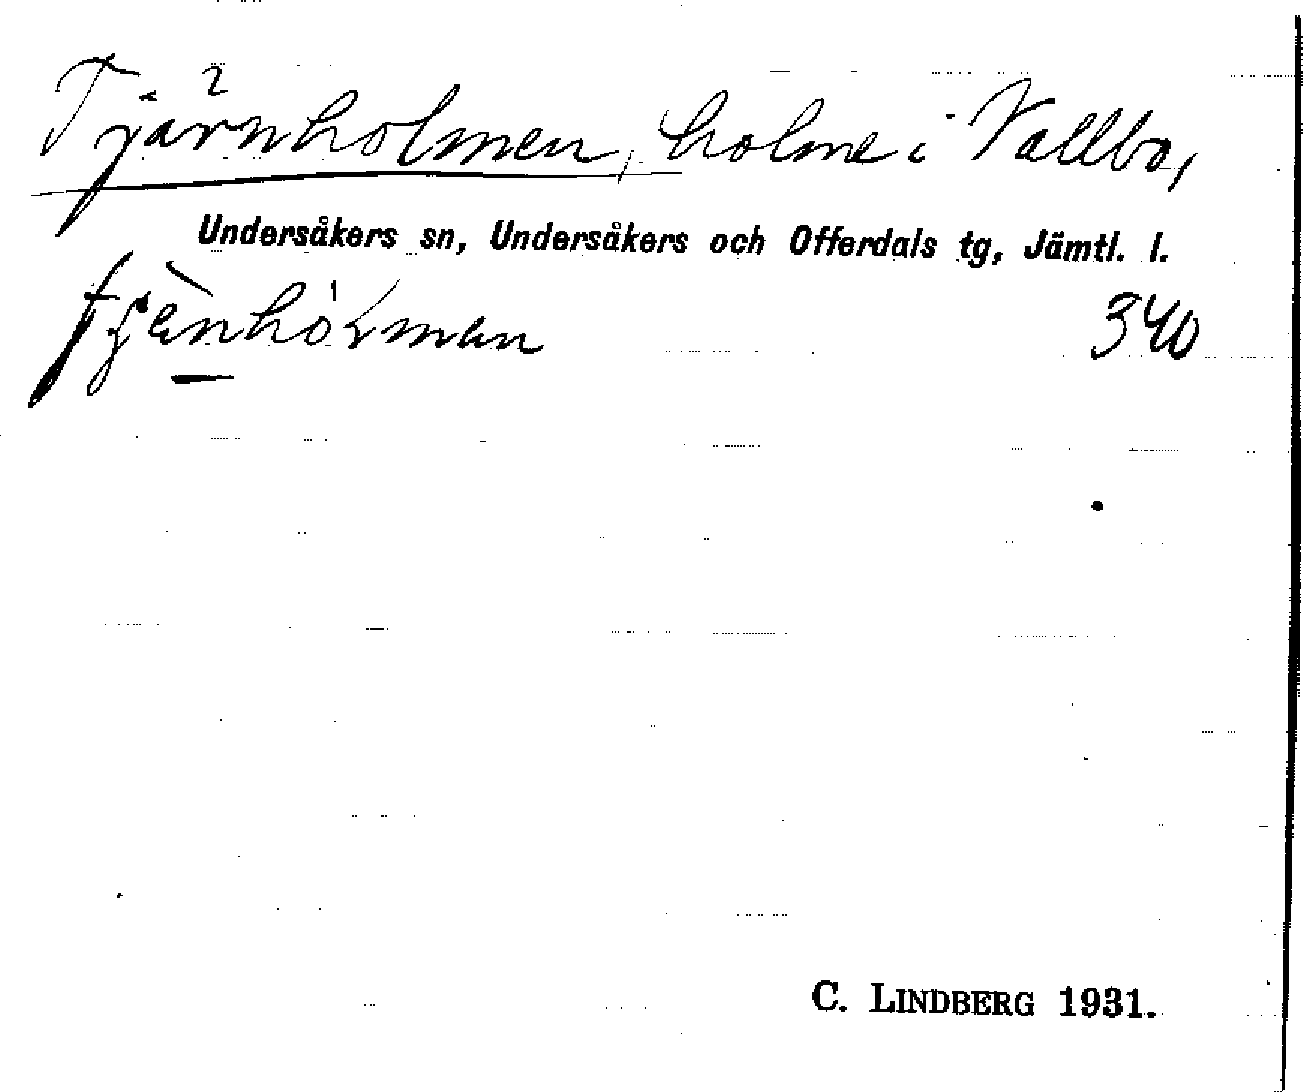 Tjärnholmen, holme i Vallbo,
Undersåkers sn, Undersåkers och Offerdals tg, Jämtl. l.
340
C. LINDBERG 1931.